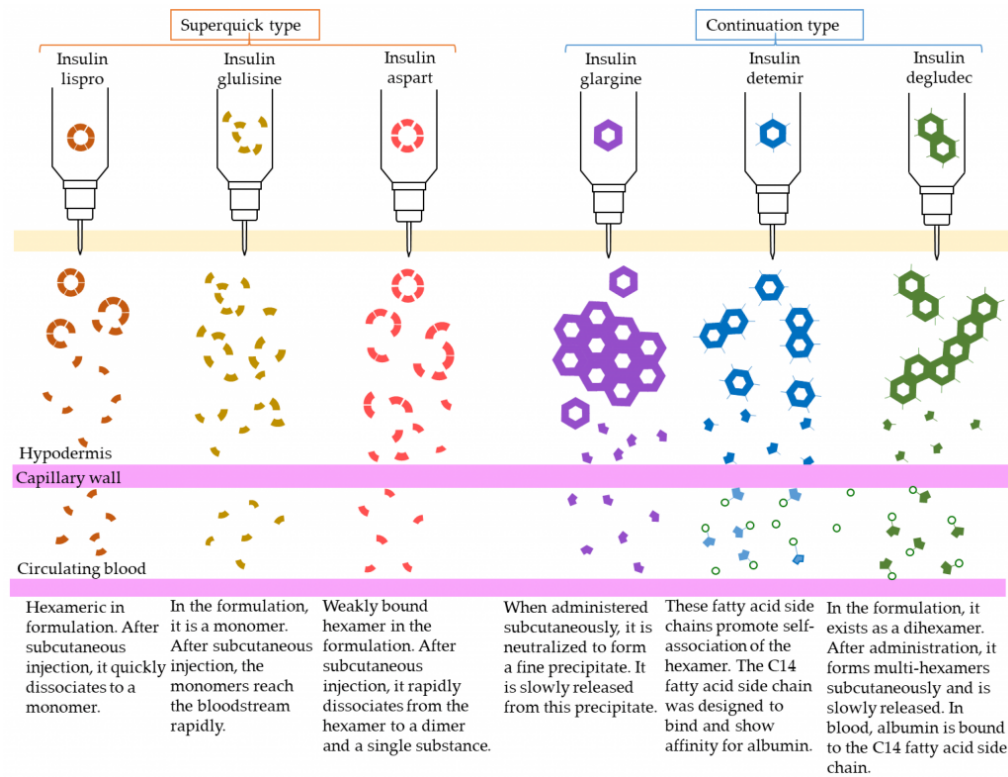 Superquick type
Continuation type
Insulin
lispro
Insulin
glulisine
Insulin
aspart
Insulin
glargine
Insulin
detemir
Insulin
degludec
Hypodermis
Capillary wall
Circulating blood
Hexameric in
formulation. After
subcutaneous
injection, it quickly
dissociates to a
monomer.
In the formulation,
it is a monomer.
After subcutaneous
injection, the
monomers reach
the bloodstream
rapidly.
Weakly bound
hexamer in the
formulation. After
subcutaneous
injection, it rapidly
dissociates from the
hexamer to a dimer
and a single substance.
When administered
subcutaneously, it is
neutralized to form
a fine precipitate. It
is slowly released
from this precipitate.
These fatty acid side
chains promote self-
association of the
hexamer. The C14
fatty acid side chain
was designed to
bind and show
affinity for albumin.
In the formulation, it
exists as a dihexamer.
After administration, it
forms multi-hexamers
subcutaneously and is
slowly released. In
blood, albumin is bound
to the C14 fatty acid side
chain.